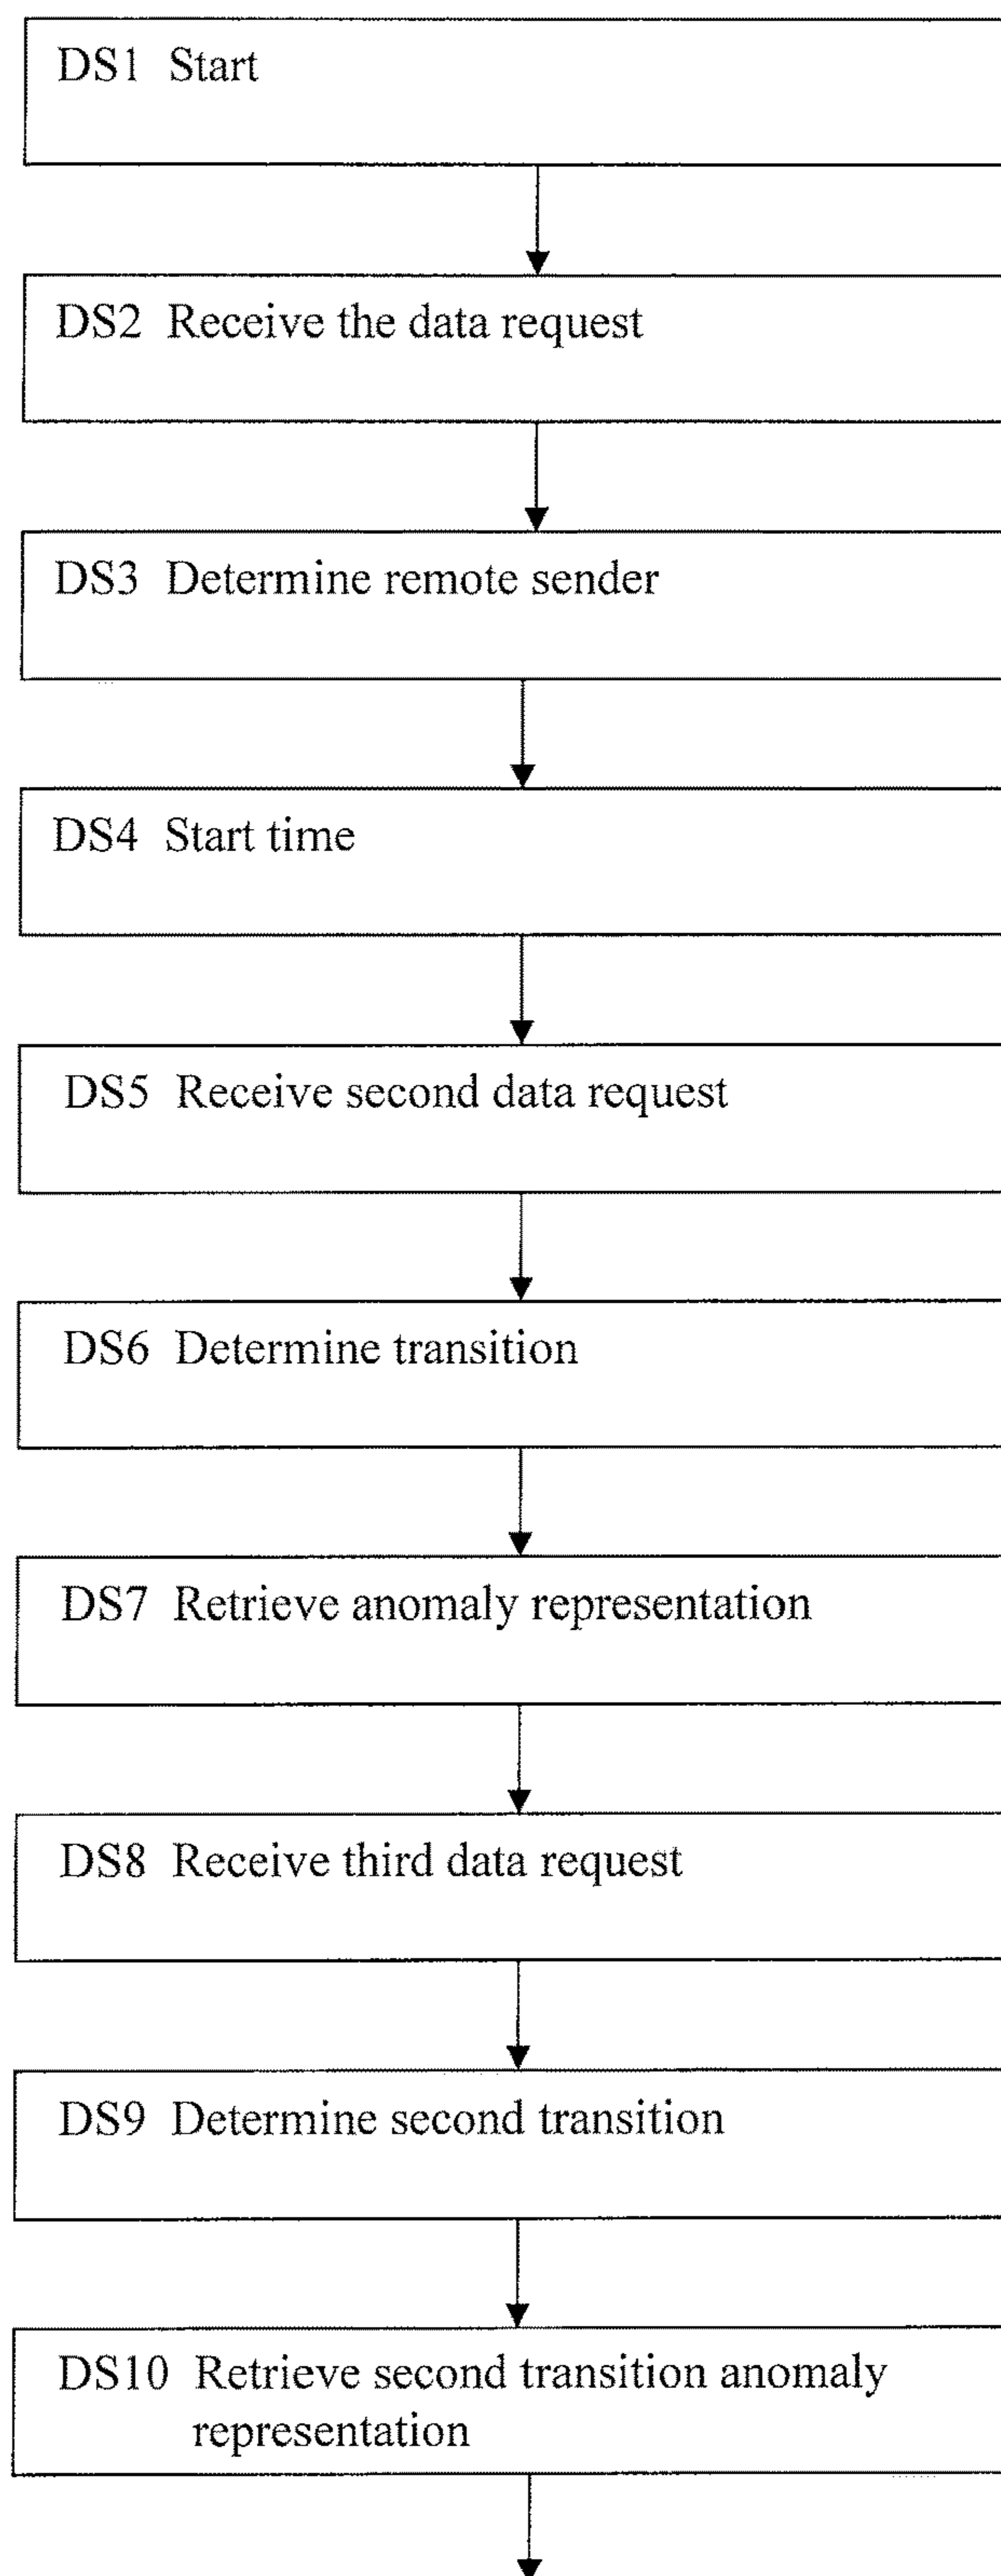 DS1 Start
DS2 Receive the data request
DS3 Determine remote sender
DS4 Start time
DS5 Receive second data request
DS6 Determine transition
DS7 Retrieve anomaly representation
DS8 Receive third data request
DS9 Determine second transition
DS10 Retrieve second transition anomaly
representation